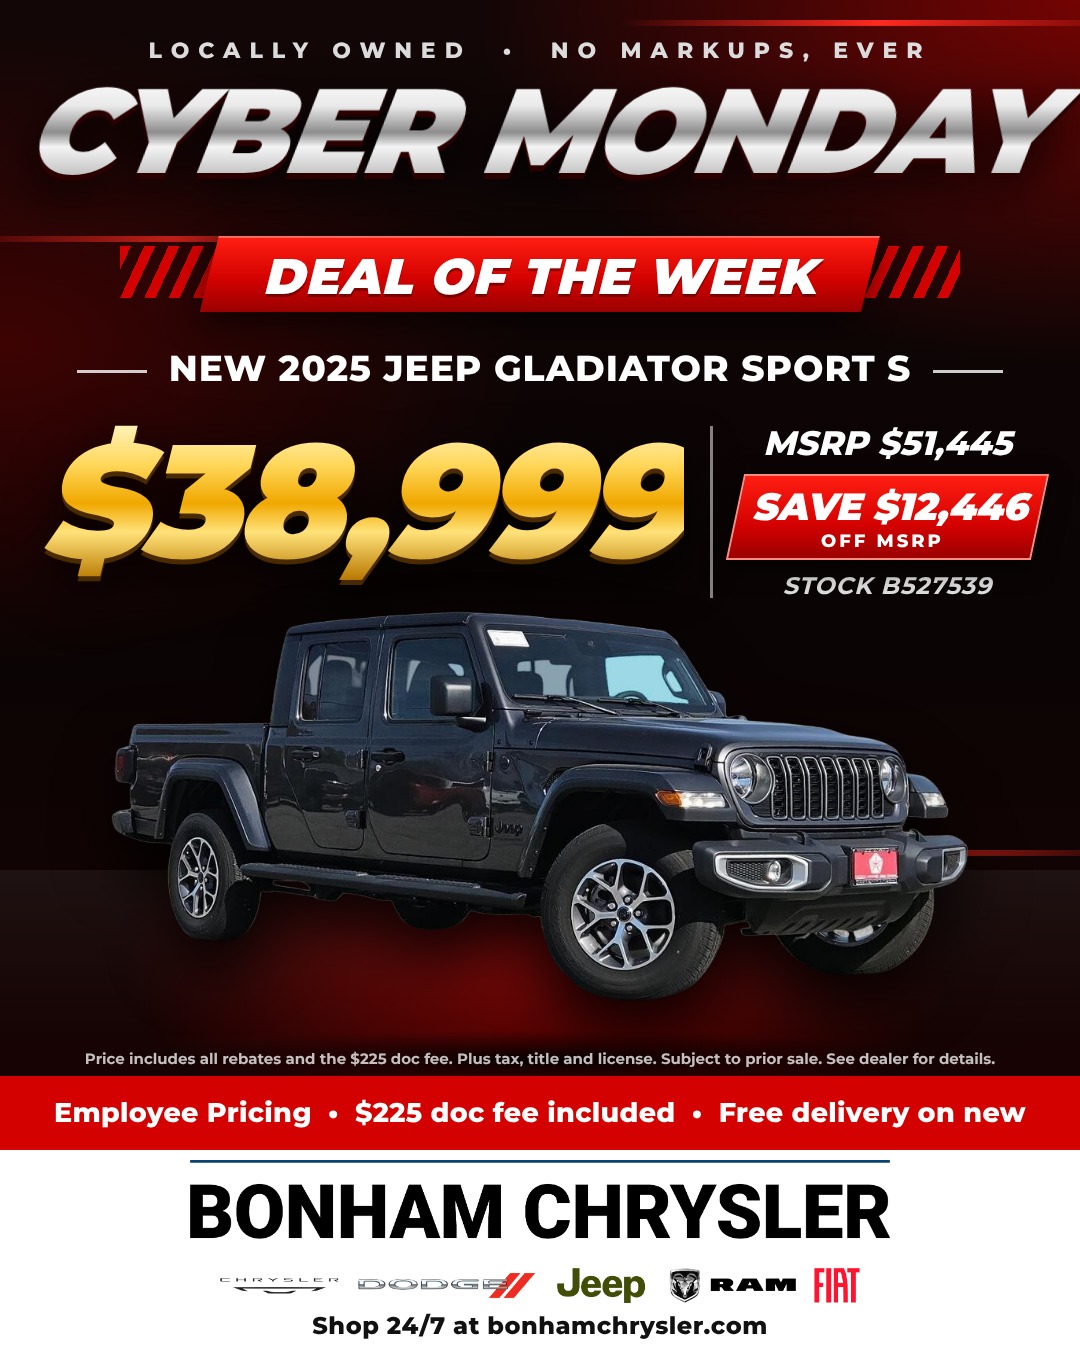 LOCALLY OWNED • NO MARKUPS, EVER
CYBER MONDAY
DEAL OF THE WEEK
NEW 2025 JEEP GLADIATOR SPORT S
$38,999
MSRP $51,445
SAVE $12,446
OFF MSRP
STOCK B527539
Jeep
Price includes all rebates and the $225 doc fee. Plus tax, title and license. Subject to prior sale. See dealer for details.
Employee Pricing • $225 doc fee included • Free delivery on new
BONHAM CHRYSLER
CHRYSLER DODGE Jeep RAM FIAT
Shop 24/7 at bonhamchrysler.com